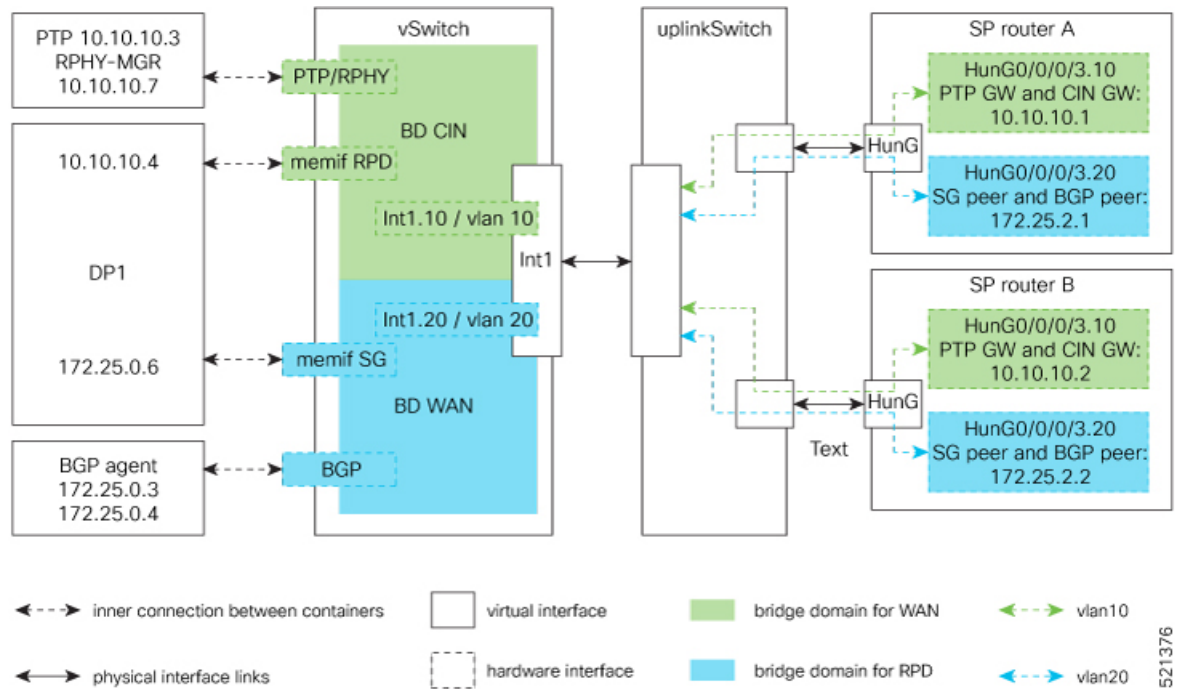 PTP 10.10.10.3
RPHY-MGR
10.10.10.7
10.10.10.4
DP1
172.25.0.6
BGP agent
172.25.0.3
172.25.0.4
vSwitch
PTP/RPHY
BD CIN
memif RPD
Int1.10 / vlan 10
Int1
Int1.20 / vlan 20
memif SG
BD WAN
BGP
uplinkSwitch
SP router A
HunG0/0/0/3.10
PTP GW and CIN GW:
10.10.10.1
HunG
HunG0/0/0/3.20
SG peer and BGP peer:
172.25.2.1
SP router B
HunG0/0/0/3.10
PTP GW and CIN GW:
10.10.10.2
HunG
Text
HunG0/0/0/3.20
SG peer and BGP peer:
172.25.2.2
inner connection between containers
virtual interface
bridge domain for WAN
vlan10
physical interface links
hardware interface
bridge domain for RPD
vlan20
521376